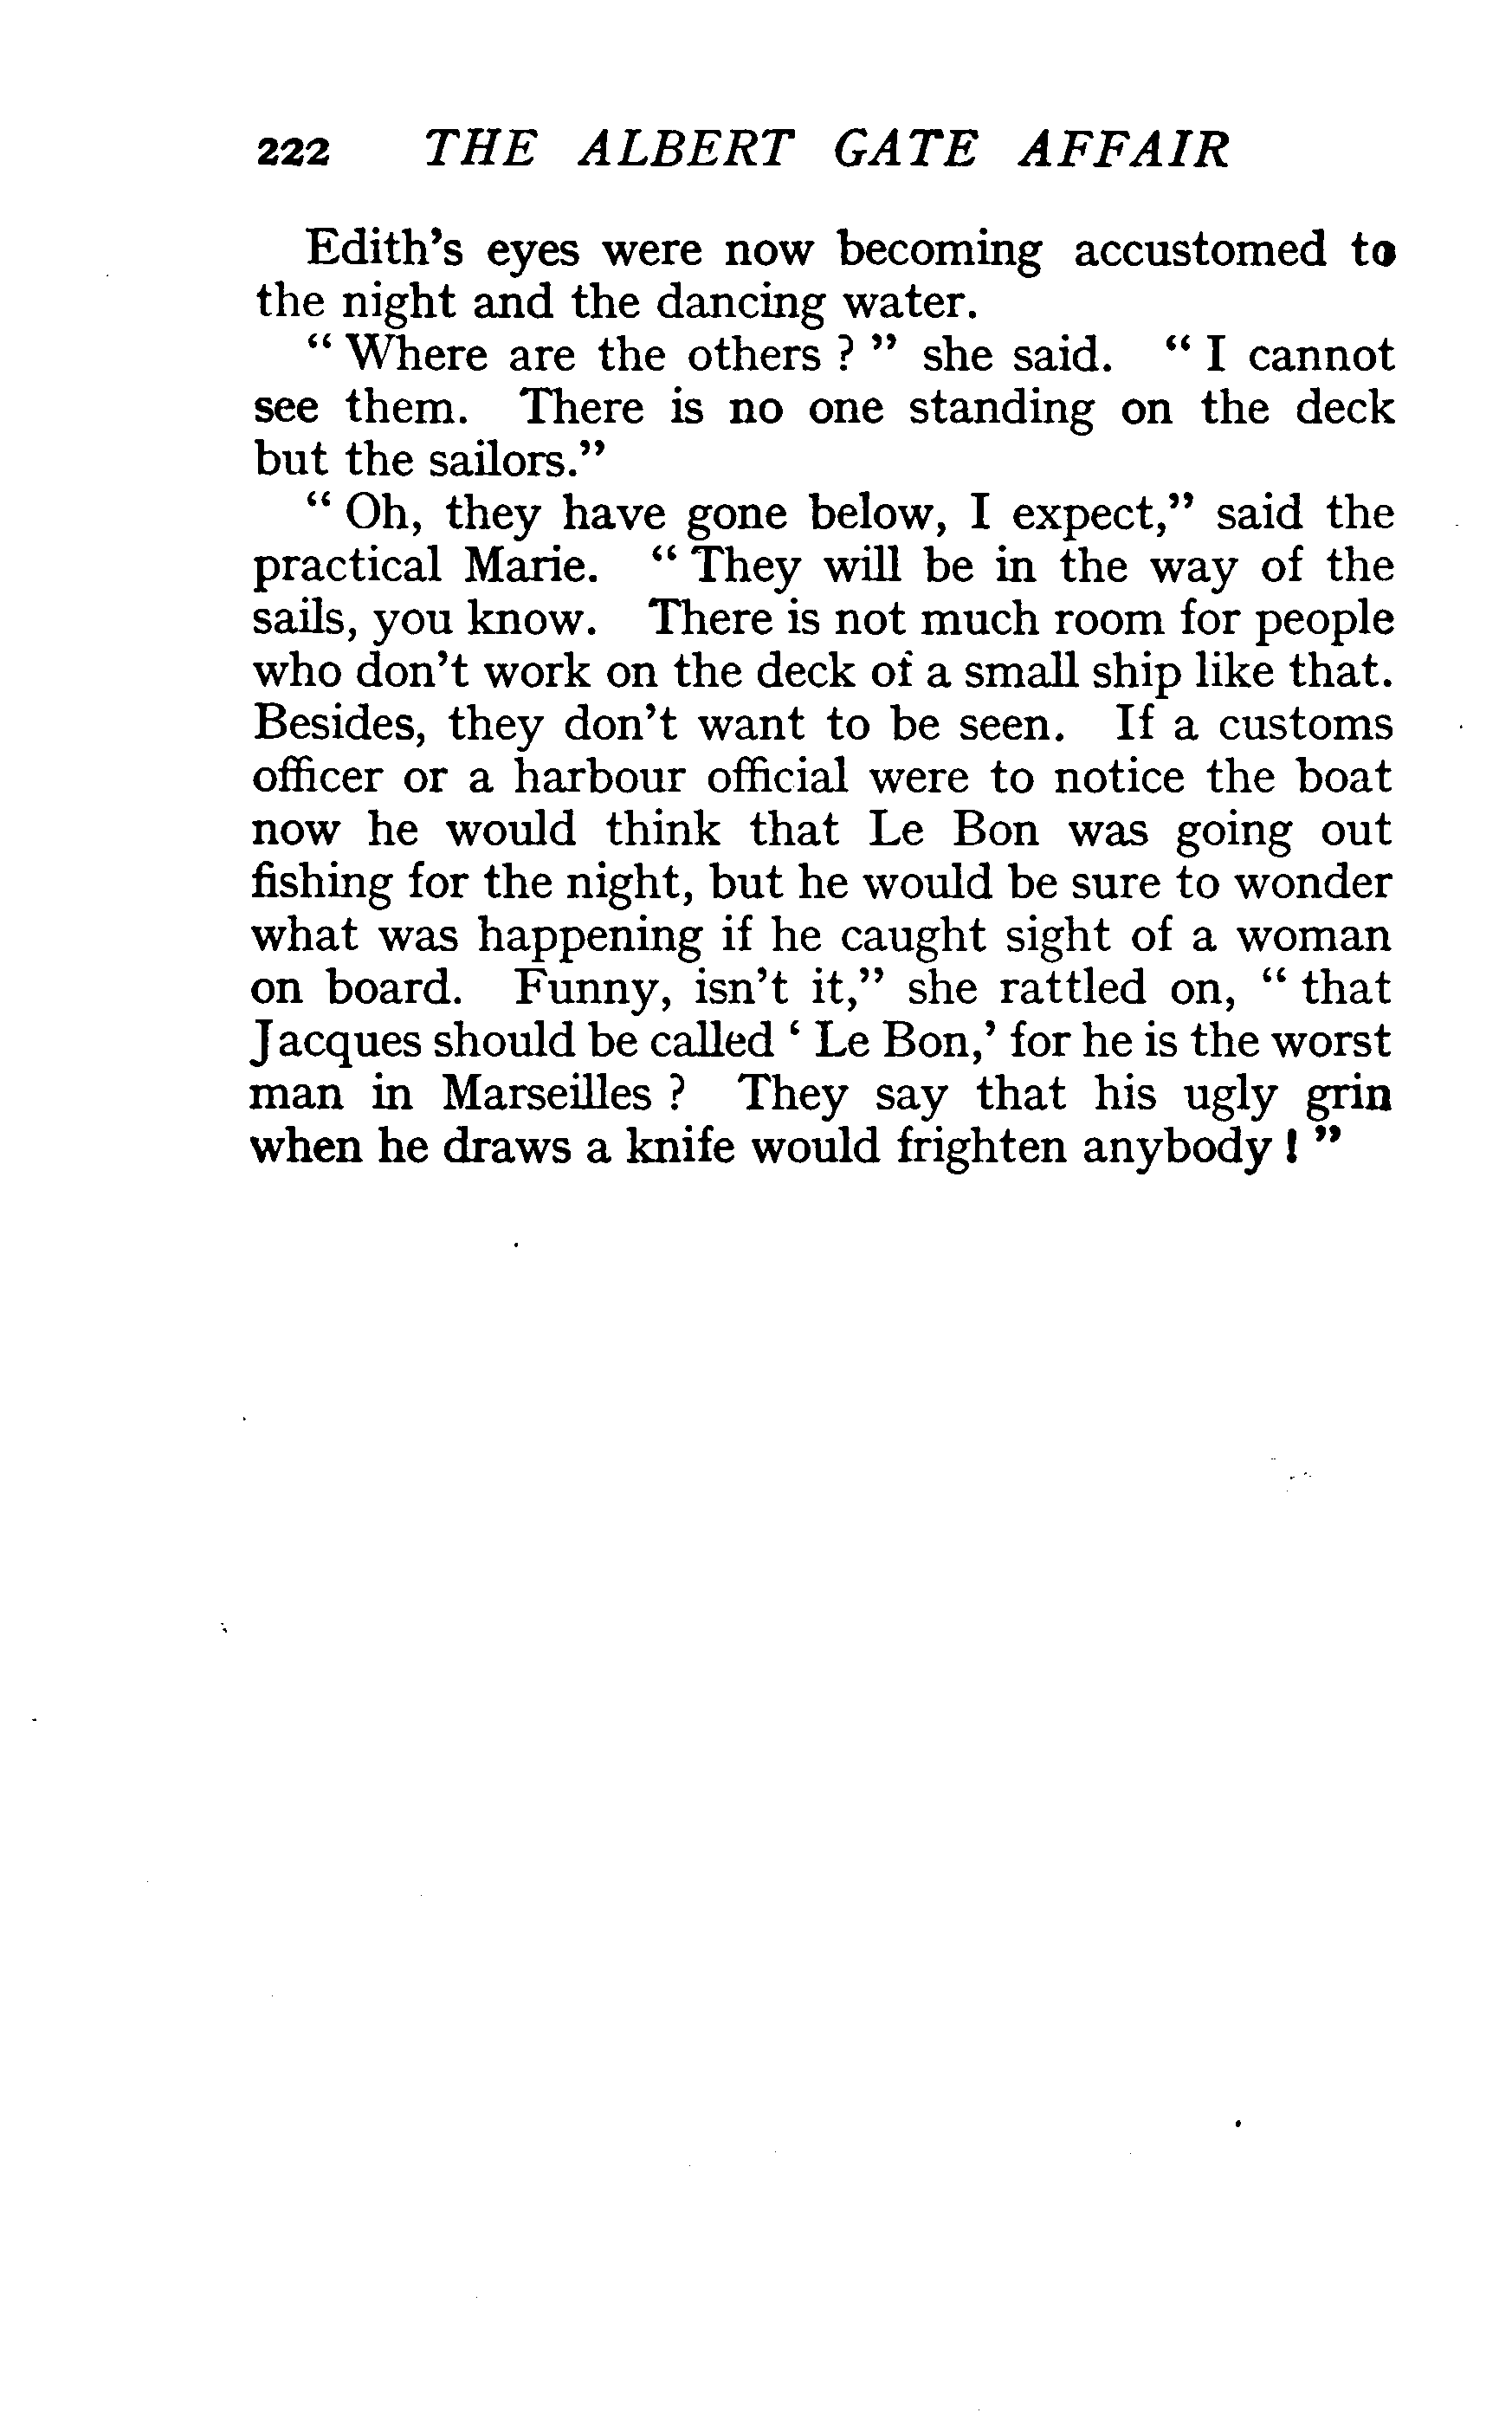 222 THE ALBERT GATE AFFAIR
Edith's eyes were now becoming accustomed to
the night and the dancing water.
" Where are the others ? " she said. " I cannot
see them. There is no one standing on the deck
but the sailors."
" Oh, they have gone below, I expect," said the
practical Marie. " They will be in the way of the
sails, you know. There is not much room for people
who don't work on the deck of a small ship like that.
Besides, they don't want to be seen. If a customs
officer or a harbour official were to notice the boat
now he would think that Le Bon was going out
fishing for the night, but he would be sure to wonder
what was happening if he caught sight of a woman
on board. Funny, isn't it," she rattled on, " that
Jacques should be called ' Le Bon,' for he is the worst
man in Marseilles ? They say that his ugly grin
when he draws a knife would frighten anybody ! "